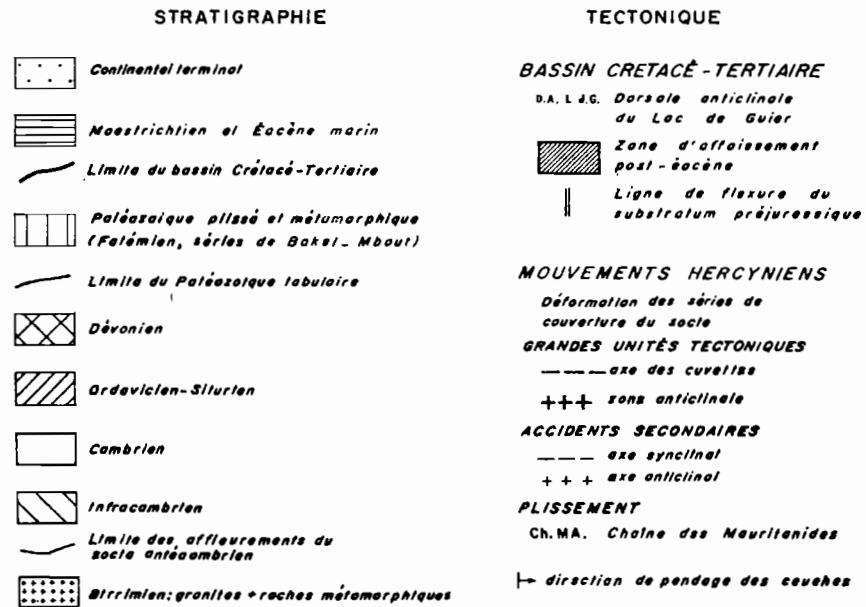 STRATIGRAPHIE
Continental terminal
Maestrichtien et Éocène marin
Limite du bassin Crétacé-Tertiaire
Paléozoique plissé et métamorphique
(Falémien, séries de Bakel-Mbout)
Limite du Paléozoïque tabulaire
Dévonien
Ordovicien-Silurien
Cambrien
Infracambrien
Limite des affleurements du
socle antécambrien
Birrimien; granites + roches métamorphiques
TECTONIQUE
BASSIN CRETACÉ-TERTIAIRE
D.A. L d.G. Dorsale anticlinale
du Lac de Guier
Zone d'affaissement
post-éocène
Ligne de flexure du
substratum préjurassique
MOUVEMENTS HERCYNIENS
Déformation des séries de
couverture du socle
GRANDES UNITÉS TECTONIQUES
axe des cuvettes
+++ zone anticlinale
ACCIDENTS SECONDAIRES
axe synclinal
+ + + axe anticlinal
PLISSEMENT
Ch. MA. Chaîne des Mauritanides
direction de pendage des couches